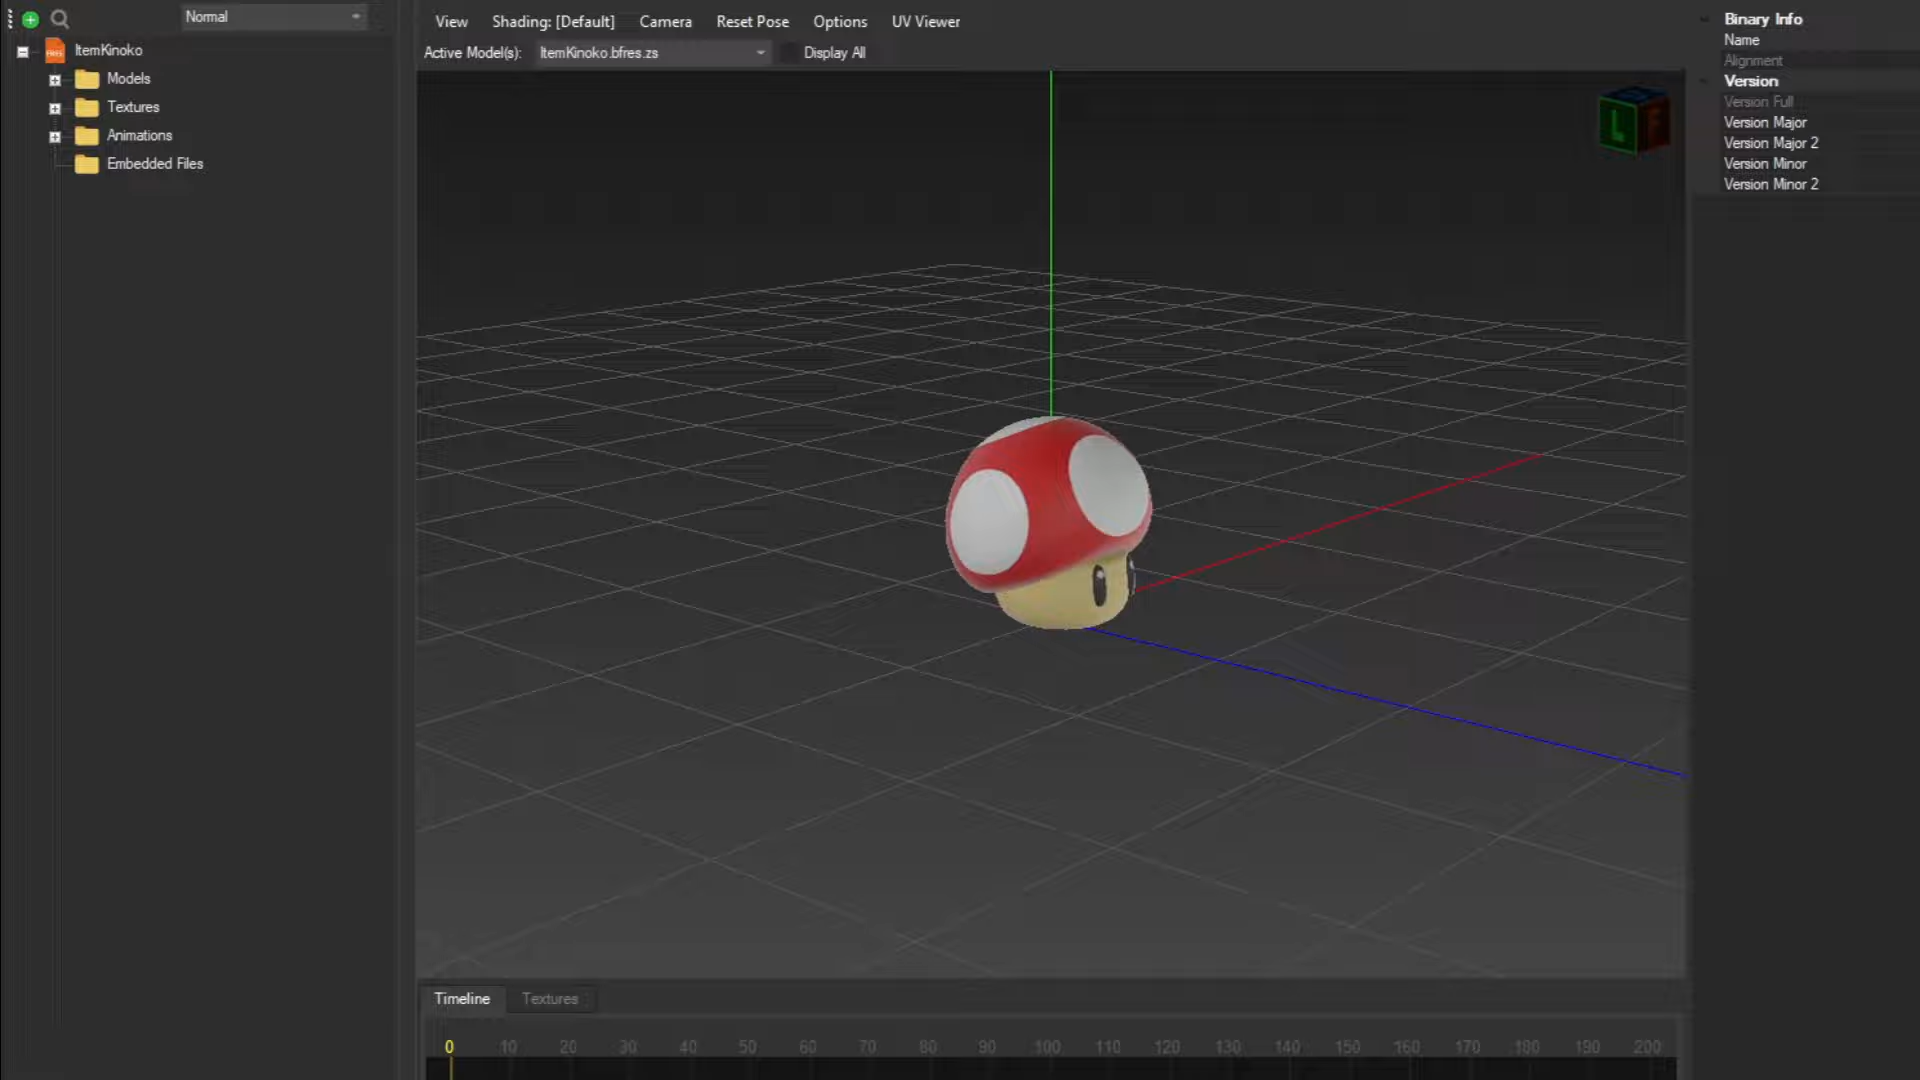 Normal
ItemKinoko
Models
Textures
Animations
Embedded Files
View Shading: [Default] Camera Reset Pose Options UV Viewer
Active Model(s): ItemKinoko.bfres.zs Display All
L F
Timeline Textures
0 10 20 30 40 50 60 70 80 90 100 110 120 130 140 150 160 170 180 190 200
Binary Info
Name
Alignment
Version
Version Full
Version Major
Version Major 2
Version Minor
Version Minor 2